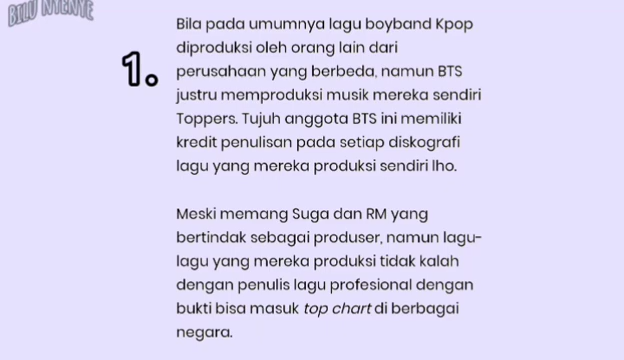 BILU NTENYE
1.
Bila pada umumnya lagu boyband Kpop
diproduksi oleh orang lain dari
perusahaan yang berbeda, namun BTS
justru memproduksi musik mereka sendiri
Toppers. Tujuh anggota BTS ini memiliki
kredit penulisan pada setiap diskografi
lagu yang mereka produksi sendiri lho.
Meski memang Suga dan RM yang
bertindak sebagai produser, namun lagu-
lagu yang mereka produksi tidak kalah
dengan penulis lagu profesional dengan
bukti bisa masuk top chart di berbagai
negara.